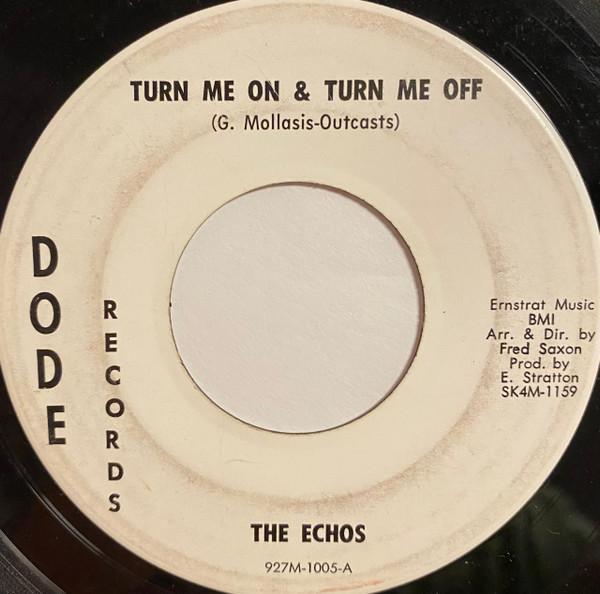 TURN ME ON & TURN ME OFF
(G. Mollasis-Outcasts)
DODE
RECORDS
Ernstrat Music
BMI
Arr. & Dir. by
Fred Saxon
Prod. by
E. Stratton
SK4M-1159
THE ECHOS
927M-1005-A